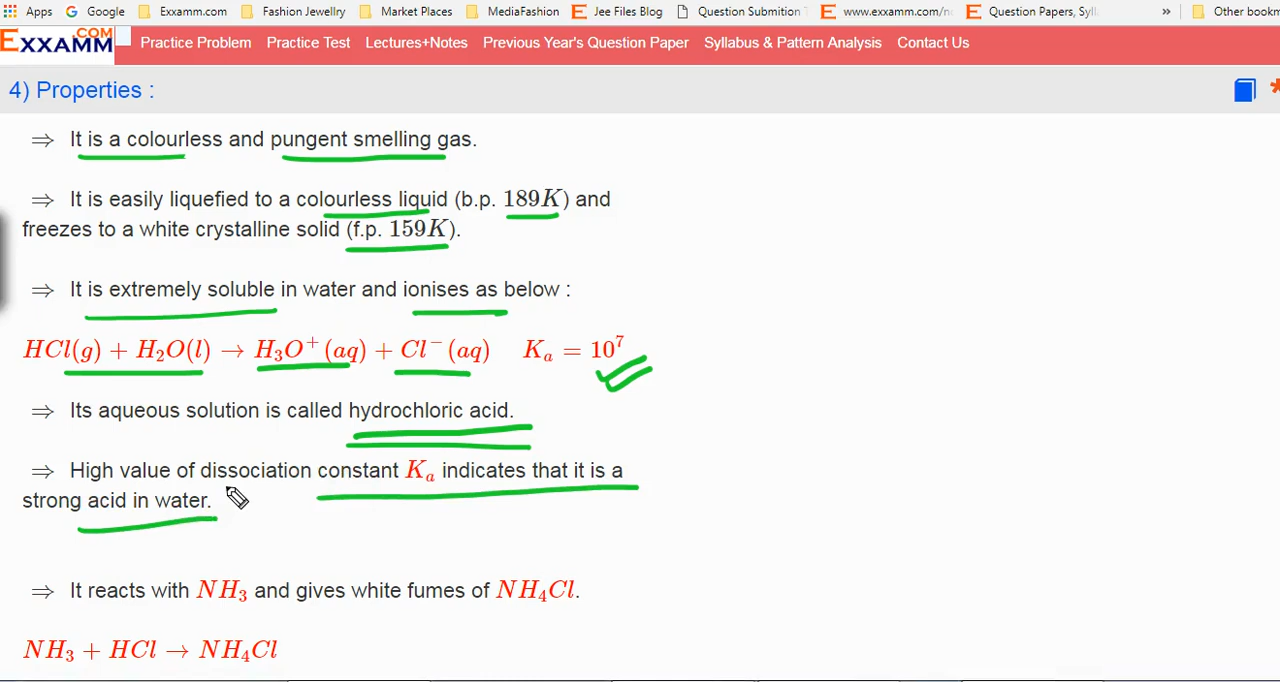 Apps Google Exxamm.com Fashion Jewellry Market Places MediaFashion Jee Files Blog Question Submition www.exxamm.com/n Question Papers, Syl » Other bookm
EXXAMM.COM Practice Problem Practice Test Lectures+Notes Previous Year's Question Paper Syllabus & Pattern Analysis Contact Us
4) Properties :
⇒ It is a colourless and pungent smelling gas.
⇒ It is easily liquefied to a colourless liquid (b.p. 189K) and
freezes to a white crystalline solid (f.p. 159K).
⇒ It is extremely soluble in water and ionises as below :
HCl(g) + H₂O(l) → H₃O⁺(aq) + Cl⁻(aq) Kₐ = 10⁷
⇒ Its aqueous solution is called hydrochloric acid.
⇒ High value of dissociation constant Kₐ indicates that it is a
strong acid in water.
⇒ It reacts with NH₃ and gives white fumes of NH₄Cl.
NH₃ + HCl → NH₄Cl